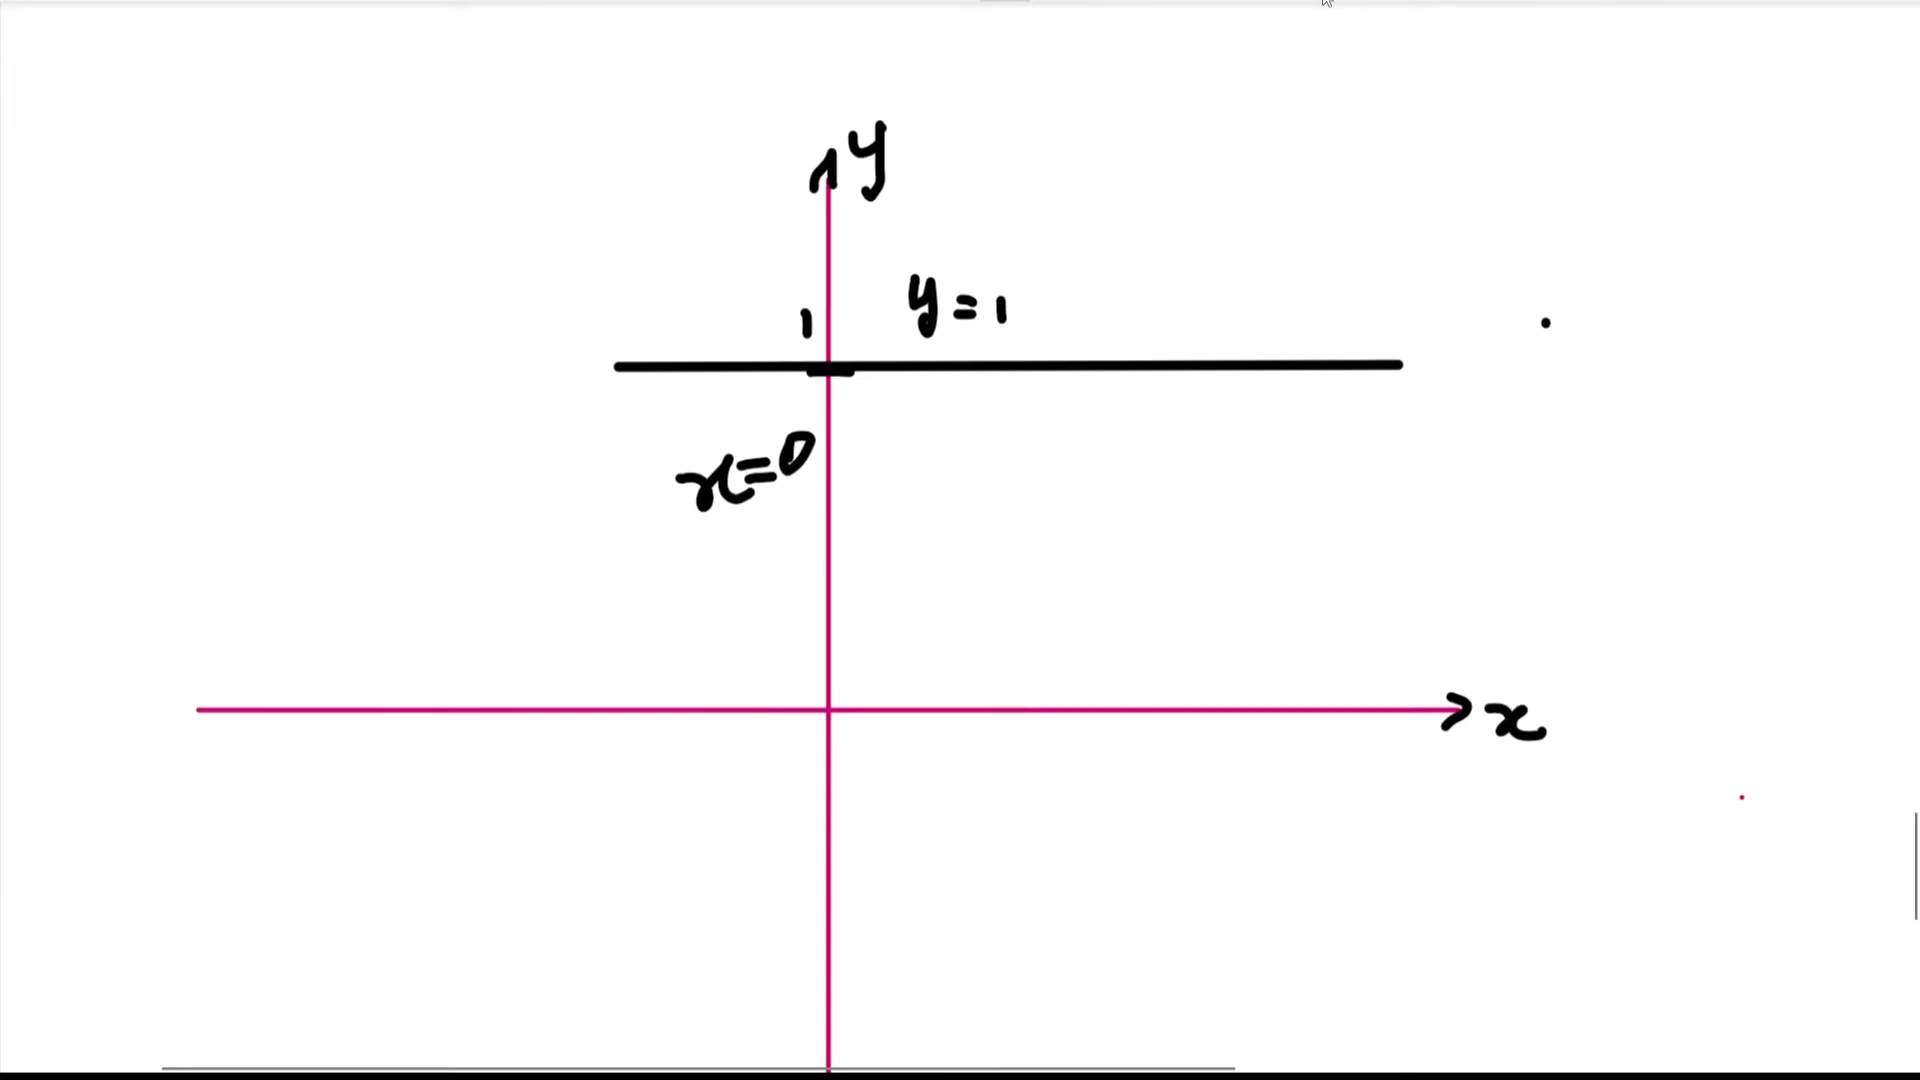 y
1 y = 1
x=0
x